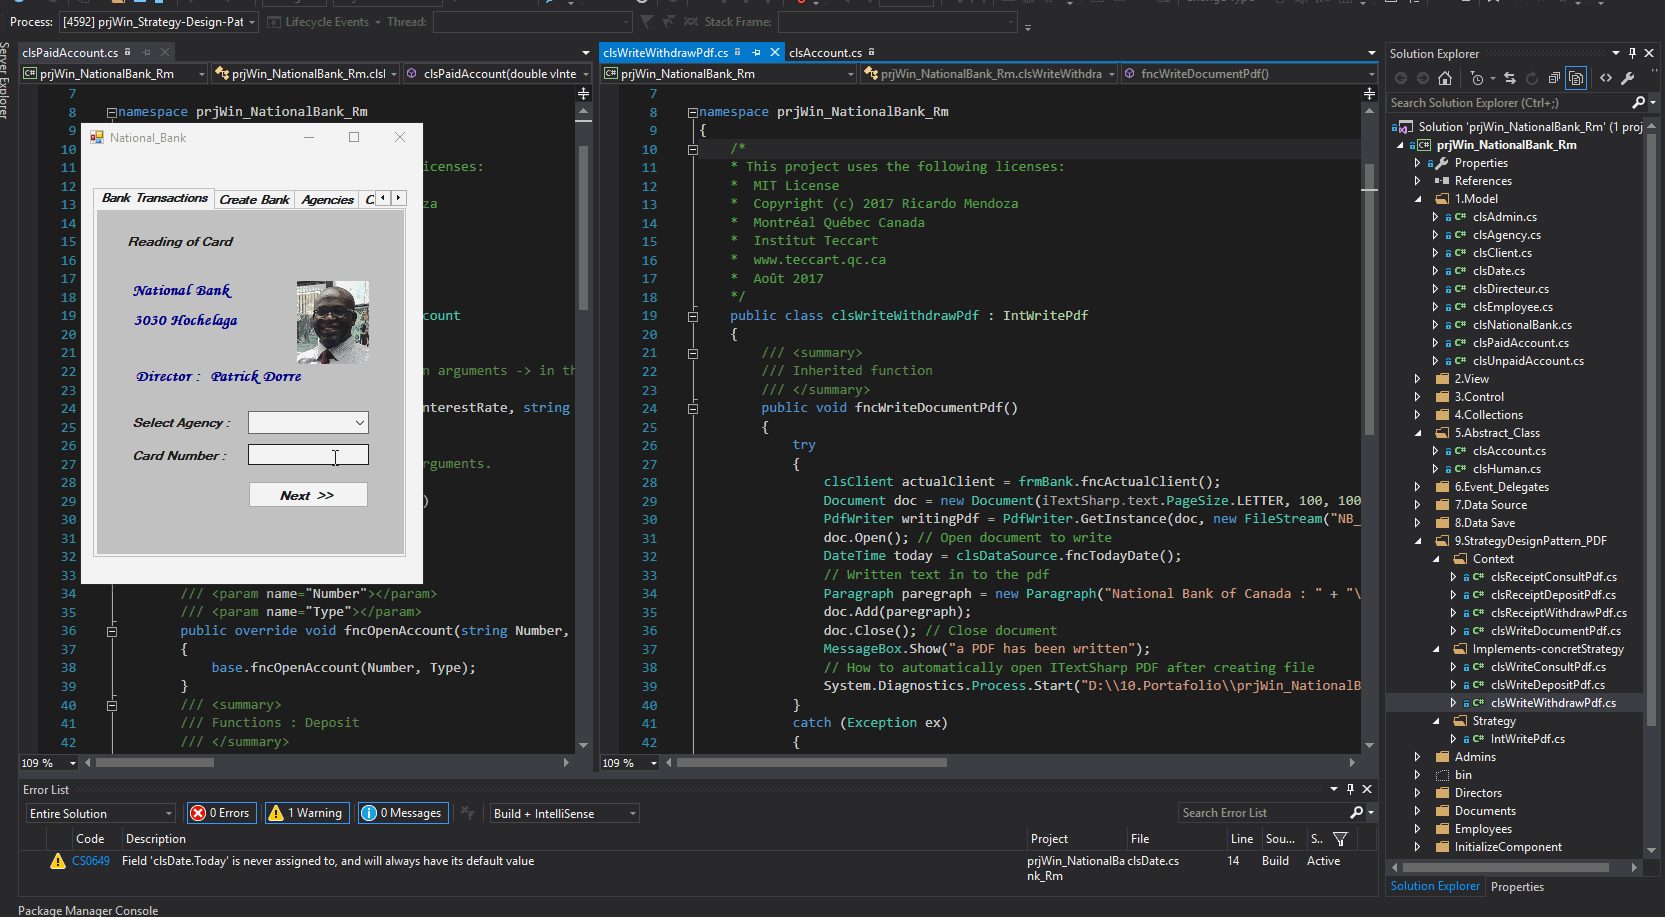 Process: [4592] prjWin_Strategy-Design-Pat Lifecycle Events Thread: Stack Frame:
Server Explorer
clsPaidAccount.cs
prjWin_NationalBank_Rm prjWin_NationalBank_Rm.clsI clsPaidAccount(double vInte
7
8 namespace prjWin_NationalBank_Rm
9
10
11 icenses:
12
13 za
14
15
16
17
18
19 count
20
21
22 n arguments -> in th
23
24 nterestRate, string
25
26
27 rguments.
28
29 )
30
31
32
33
34 /// <param name="Number"></param>
35 /// <param name="Type"></param>
36 public override void fncOpenAccount(string Number,
37 {
38 base.fncOpenAccount(Number, Type);
39 }
40 /// <summary>
41 /// Functions : Deposit
42 /// </summary>
109 %
National_Bank
Bank Transactions Create Bank Agencies C
Reading of Card
National Bank
3030 Hochelaga
Director : Patrick Dorre
Select Agency :
Card Number :
Next >>
clsWriteWithdrawPdf.cs clsAccount.cs
prjWin_NationalBank_Rm prjWin_NationalBank_Rm.clsWriteWithdra fncWriteDocumentPdf()
7
8 namespace prjWin_NationalBank_Rm
9 {
10 /*
11 * This project uses the following licenses:
12 * MIT License
13 * Copyright (c) 2017 Ricardo Mendoza
14 * Montréal Québec Canada
15 * Institut Teccart
16 * www.teccart.qc.ca
17 * Août 2017
18 */
19 public class clsWriteWithdrawPdf : IntWritePdf
20 {
21 /// <summary>
22 /// Inherited function
23 /// </summary>
24 public void fncWriteDocumentPdf()
25 {
26 try
27 {
28 clsClient actualClient = frmBank.fncActualClient();
29 Document doc = new Document(iTextSharp.text.PageSize.LETTER, 100, 100
30 PdfWriter writingPdf = PdfWriter.GetInstance(doc, new FileStream("NB_
31 doc.Open(); // Open document to write
32 DateTime today = clsDataSource.fncTodayDate();
33 // Written text in to the pdf
34 Paragraph paregraph = new Paragraph("National Bank of Canada : " + "\
35 doc.Add(paregraph);
36 doc.Close(); // Close document
37 MessageBox.Show("a PDF has been written");
38 // How to automatically open ITextSharp PDF after creating file
39 System.Diagnostics.Process.Start("D:\\10.Portafolio\\prjWin_NationalB
40 }
41 catch (Exception ex)
42 {
109 %
Solution Explorer
Search Solution Explorer (Ctrl+;)
Solution 'prjWin_NationalBank_Rm' (1 proj
prjWin_NationalBank_Rm
Properties
References
1.Model
clsAdmin.cs
clsAgency.cs
clsClient.cs
clsDate.cs
clsDirecteur.cs
clsEmployee.cs
clsNationalBank.cs
clsPaidAccount.cs
clsUnpaidAccount.cs
2.View
3.Control
4.Collections
5.Abstract_Class
clsAccount.cs
clsHuman.cs
6.Event_Delegates
7.Data Source
8.Data Save
9.StrategyDesignPattern_PDF
Context
clsReceiptConsultPdf.cs
clsReceiptDepositPdf.cs
clsReceiptWithdrawPdf.cs
clsWriteDocumentPdf.cs
Implements-concretStrategy
clsWriteConsultPdf.cs
clsWriteDepositPdf.cs
clsWriteWithdrawPdf.cs
Strategy
IntWritePdf.cs
Admins
bin
Directors
Documents
Employees
InitializeComponent
Solution Explorer Properties
Error List
Entire Solution 0 Errors 1 Warning 0 Messages Build + IntelliSense Search Error List
Code Description Project File Line Sou... S..
CS0649 Field 'clsDate.Today' is never assigned to, and will always have its default value prjWin_NationalBa clsDate.cs 14 Build Active
nk_Rm
Package Manager Console